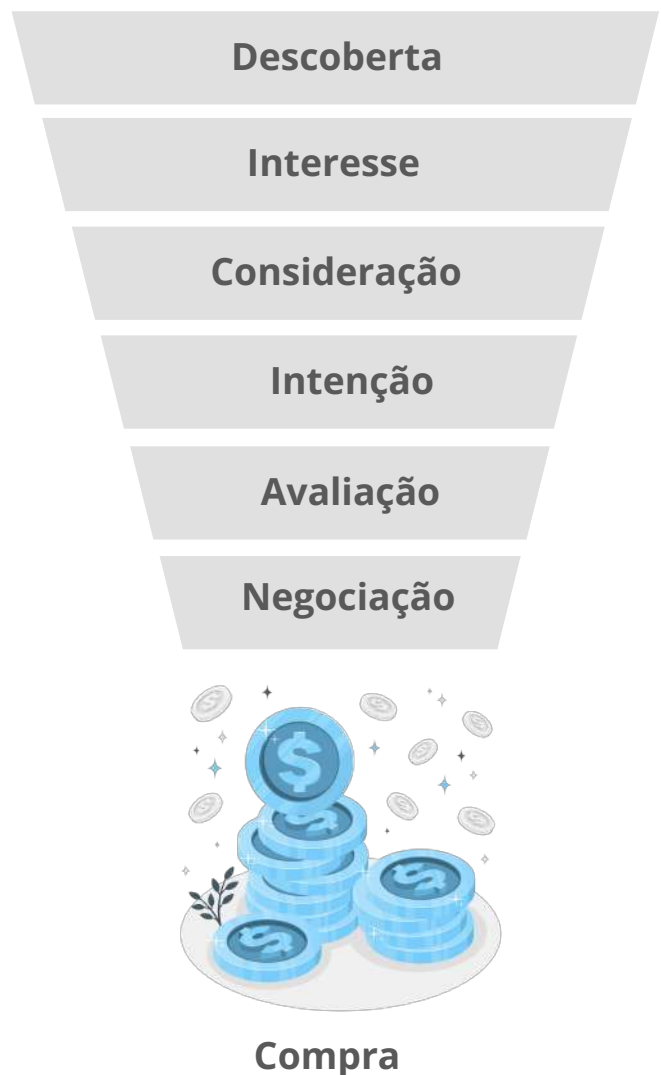 Descoberta
Interesse
Consideração
Intenção
Avaliação
Negociação
$
$
$
$
Compra